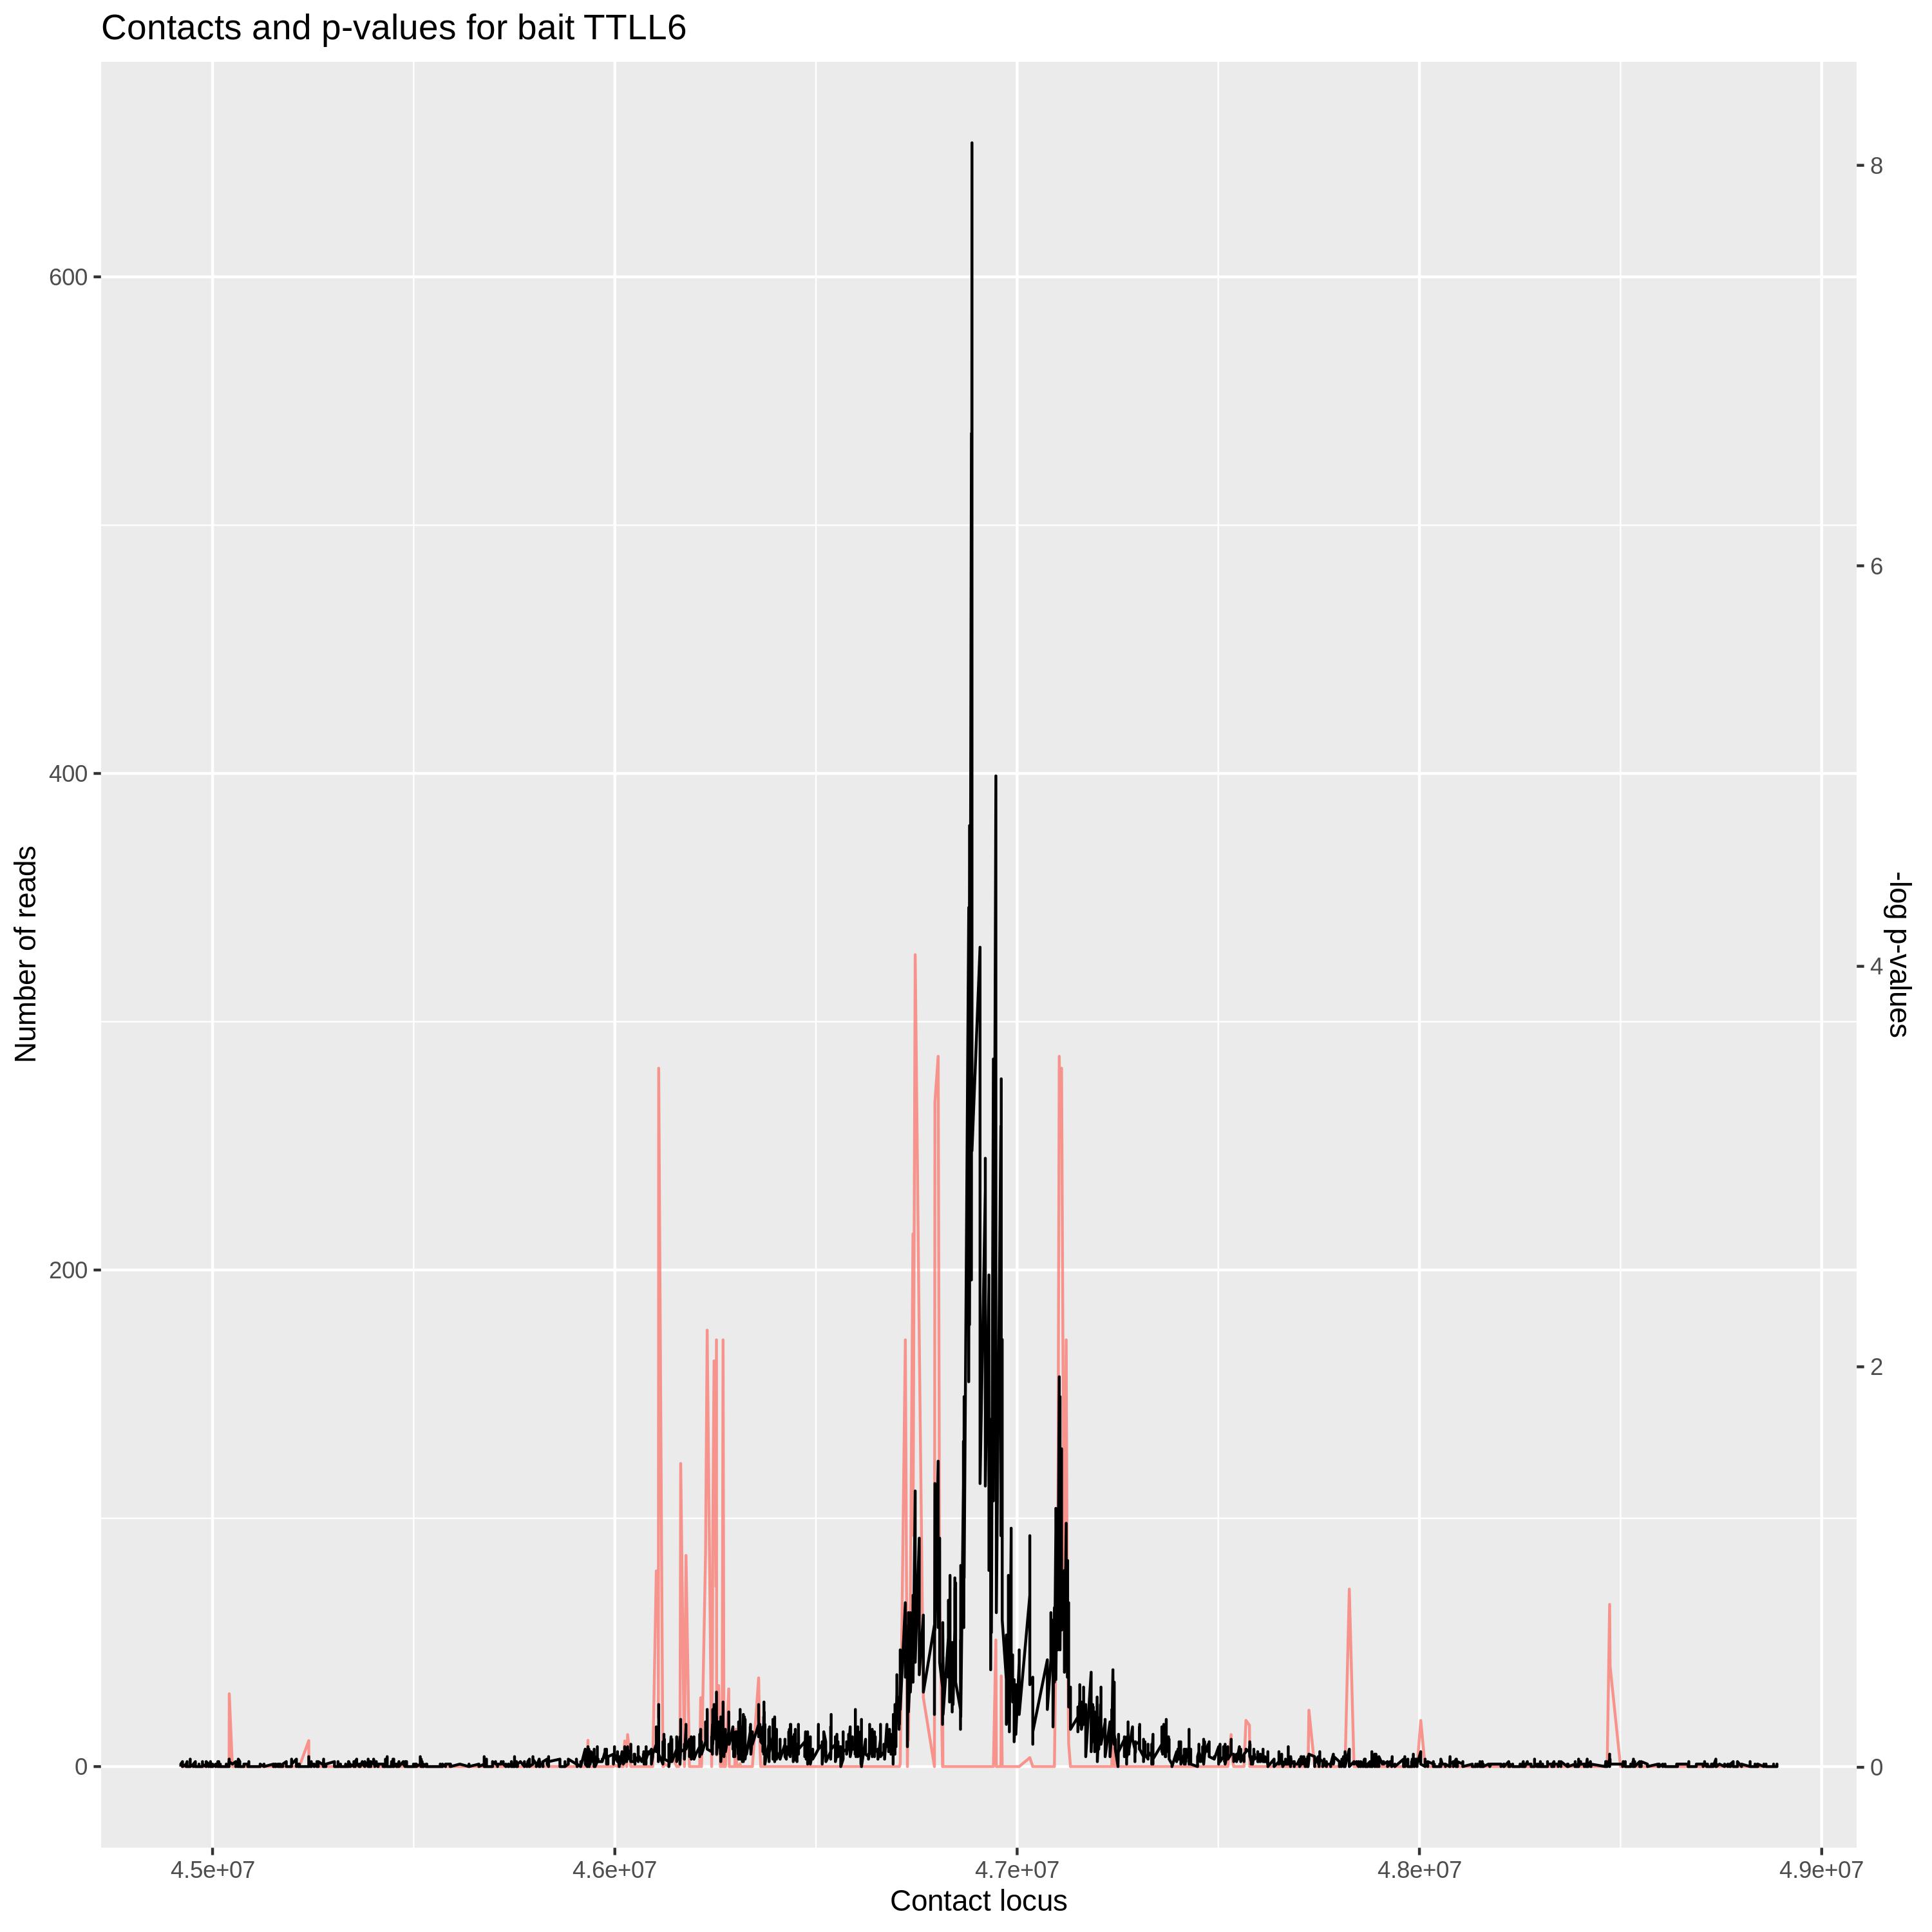 Contacts and p-values for bait TTLL6
600
400
200
0
8
6
4
2
0
Number of reads
-log p-values
4.5e+07
4.6e+07
4.7e+07
4.8e+07
4.9e+07
Contact locus